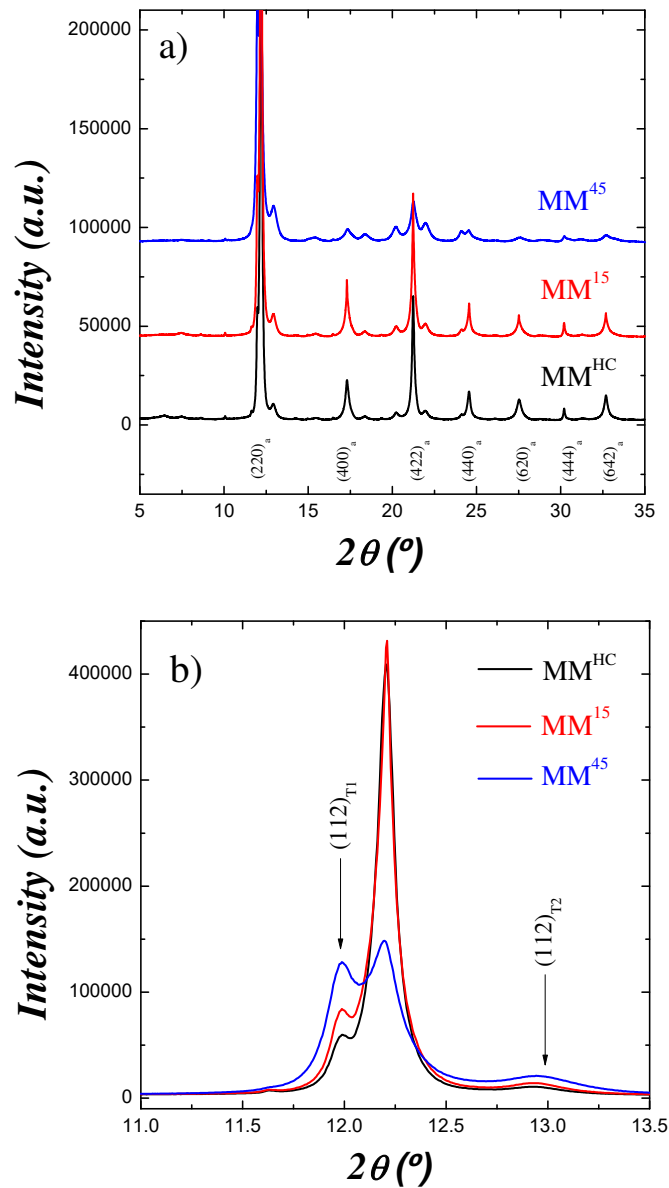 a)
200000
150000
100000
50000
0
Intensity (a.u.)
MM⁴⁵
MM¹⁵
MMᴴᶜ
(220)ₐ
(400)ₐ
(422)ₐ
(440)ₐ
(620)ₐ
(444)ₐ
(642)ₐ
5 10 15 20 25 30 35
2θ (º)
b)
400000
300000
200000
100000
0
Intensity (a.u.)
MMᴴᶜ
MM¹⁵
MM⁴⁵
(112)T1
(112)T2
11.0 11.5 12.0 12.5 13.0 13.5
2θ (º)